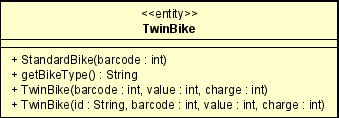 <<entity>>
TwinBike
+ StandardBike(barcode : int)
+ getBikeType() : String
+ TwinBike(barcode : int, value : int, charge : int)
+ TwinBike(id : String, barcode : int, value : int, charge : int)